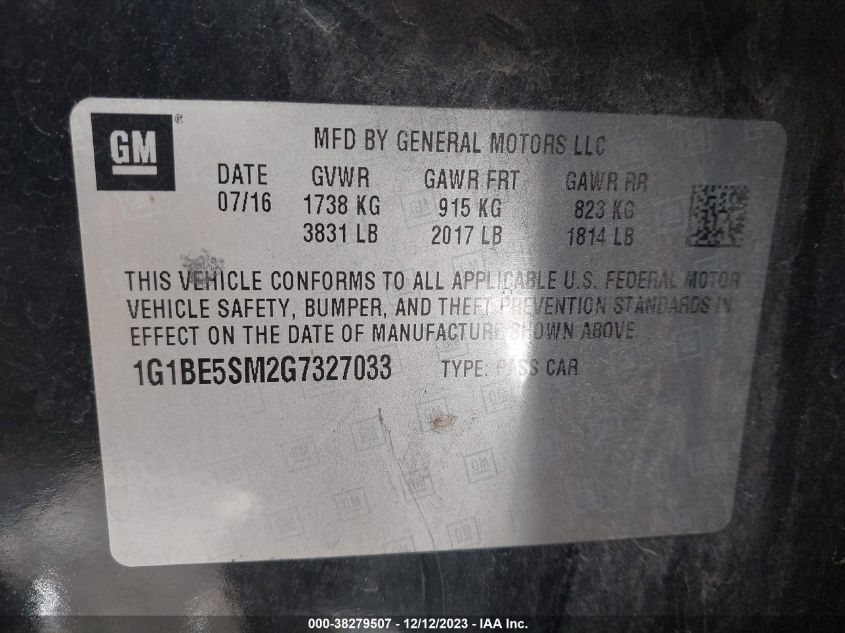 GM ® MFD BY GENERAL MOTORS LLC
DATE GVWR GAWR FRT GAWR RR
07/16 1738 KG 915 KG 823 KG
3831 LB 2017 LB 1814 LB
THIS VEHICLE CONFORMS TO ALL APPLICABLE U.S. FEDERAL MOTOR
VEHICLE SAFETY, BUMPER, AND THEFT PREVENTION STANDARDS IN
EFFECT ON THE DATE OF MANUFACTURE SHOWN ABOVE
1G1BE5SM2G7327033 TYPE: PASS CAR
000-38279507 - 12/12/2023 - IAA Inc.